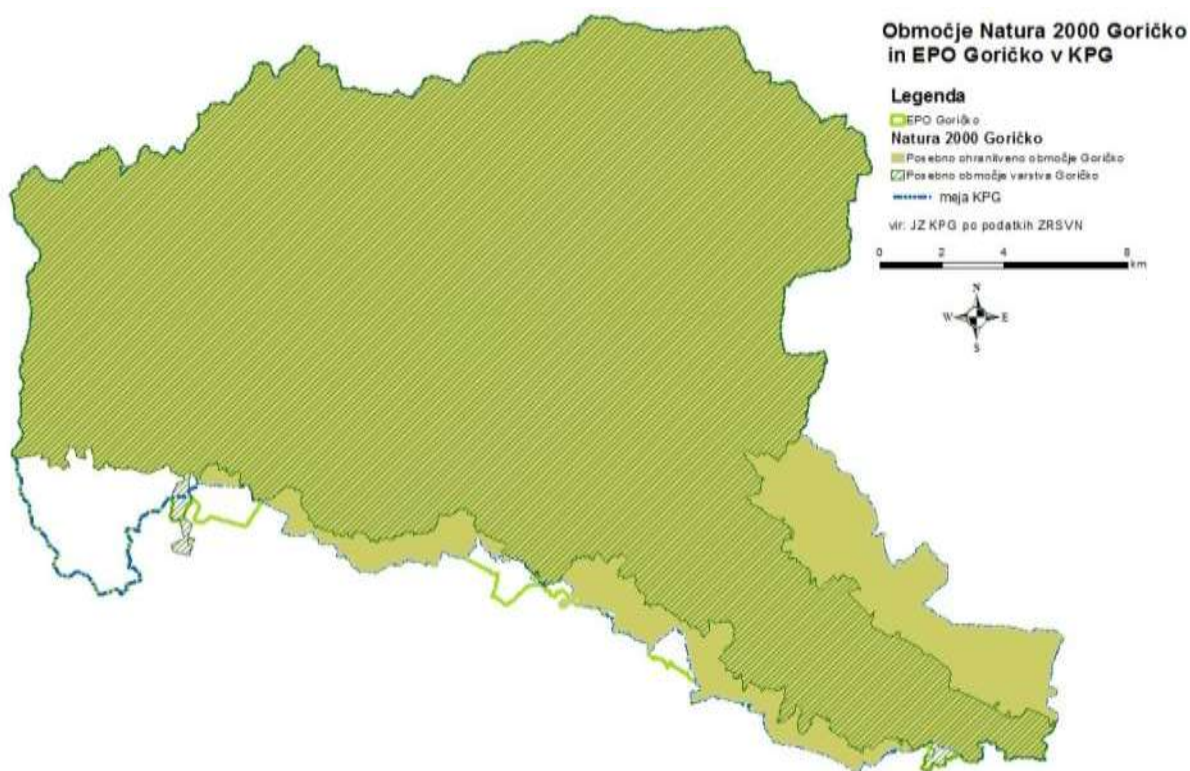 Območje Natura 2000 Goričko
in EPO Goričko v KPG
Legenda
EPO Goričko
Natura 2000 Goričko
Posebno ohranitveno območje Goričko
Posebno območje varstva Goričko
meja KPG
vir: JZ KPG po podatkih ZRSVN
0 2 4 8
km
N
W E
S